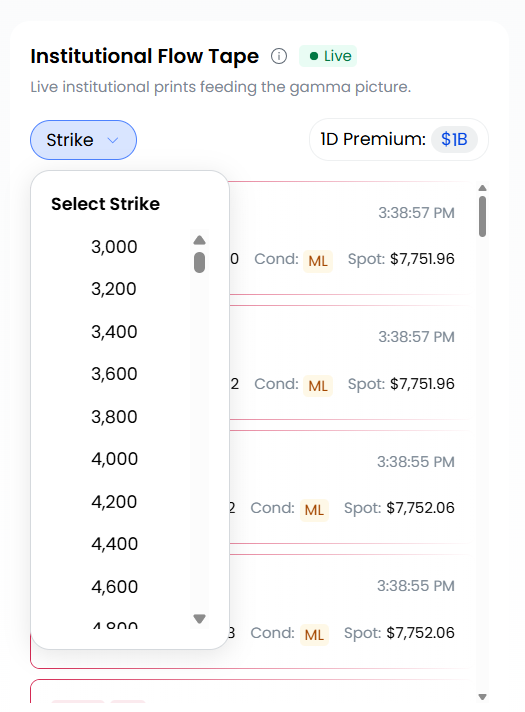 Institutional Flow Tape Live
Live institutional prints feeding the gamma picture.
Strike 1D Premium: $1B
Select Strike
3,000
3,200
3,400
3,600
3,800
4,000
4,200
4,400
4,600
4,800
3:38:57 PM
0 Cond: ML Spot: $7,751.96
3:38:57 PM
2 Cond: ML Spot: $7,751.96
3:38:55 PM
2 Cond: ML Spot: $7,752.06
3:38:55 PM
3 Cond: ML Spot: $7,752.06